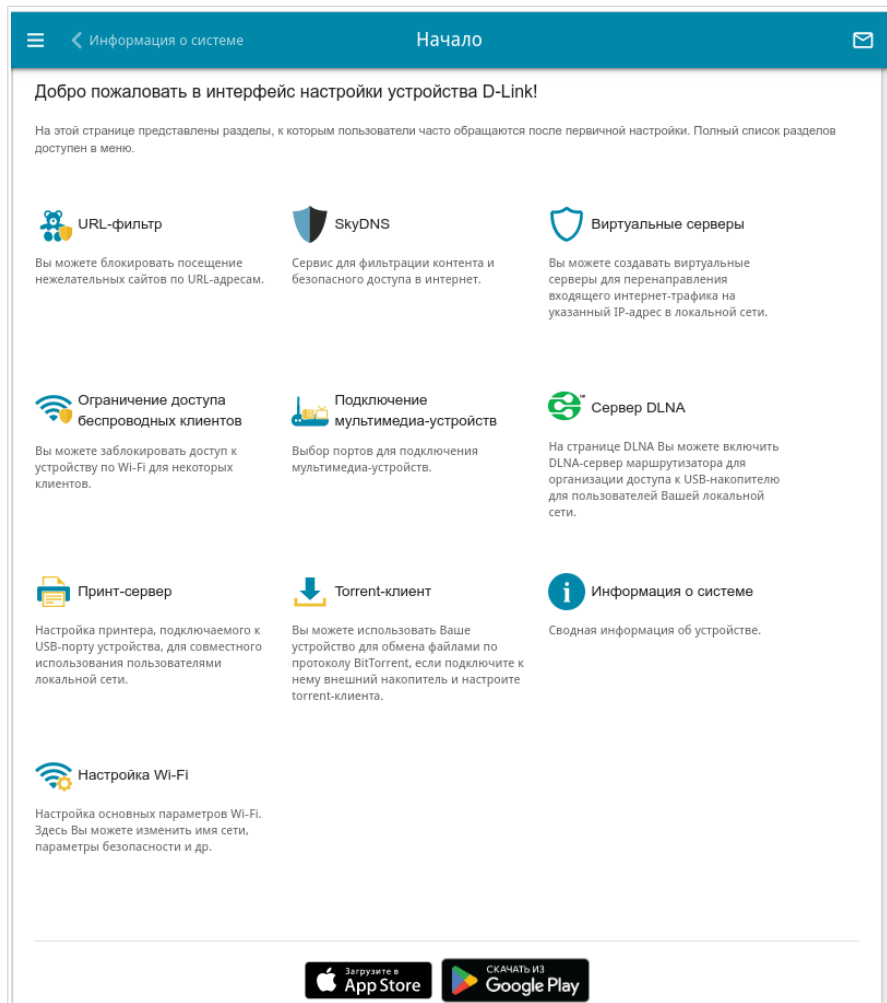 Информация о системе
Начало
Добро пожаловать в интерфейс настройки устройства D-Link!
На этой странице представлены разделы, к которым пользователи часто обращаются после первичной настройки. Полный список разделов
доступен в меню.
URL-фильтр
Вы можете блокировать посещение
нежелательных сайтов по URL-адресам.
SkyDNS
Сервис для фильтрации контента и
безопасного доступа в интернет.
Виртуальные серверы
Вы можете создавать виртуальные
серверы для перенаправления
входящего интернет-трафика на
указанный IP-адрес в локальной сети.
Ограничение доступа
беспроводных клиентов
Вы можете заблокировать доступ к
устройству по Wi-Fi для некоторых
клиентов.
Подключение
мультимедиа-устройств
Выбор портов для подключения
мультимедиа-устройств.
Сервер DLNA
На странице DLNA Вы можете включить
DLNA-сервер маршрутизатора для
организации доступа к USB-накопителю
для пользователей Вашей локальной
сети.
Принт-сервер
Настройка принтера, подключаемого к
USB-порту устройства, для совместного
использования пользователями
локальной сети.
Torrent-клиент
Вы можете использовать Ваше
устройство для обмена файлами по
протоколу BitTorrent, если подключите к
нему внешний накопитель и настроите
torrent-клиента.
Информация о системе
Сводная информация об устройстве.
Настройка Wi-Fi
Настройка основных параметров Wi-Fi.
Здесь Вы можете изменить имя сети,
параметры безопасности и др.
Загрузите в
App Store
СКАЧАТЬ ИЗ
Google Play